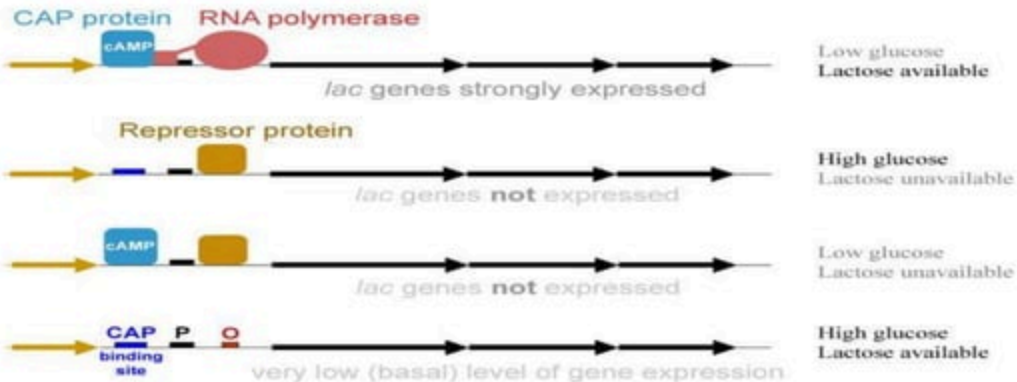 CAP protein RNA polymerase
cAMP
Low glucose
Lactose available
lac genes strongly expressed
Repressor protein
High glucose
Lactose unavailable
lac genes not expressed
cAMP
Low glucose
Lactose unavailable
lac genes not expressed
CAP P O
binding
site
High glucose
Lactose available
very low (basal) level of gene expression